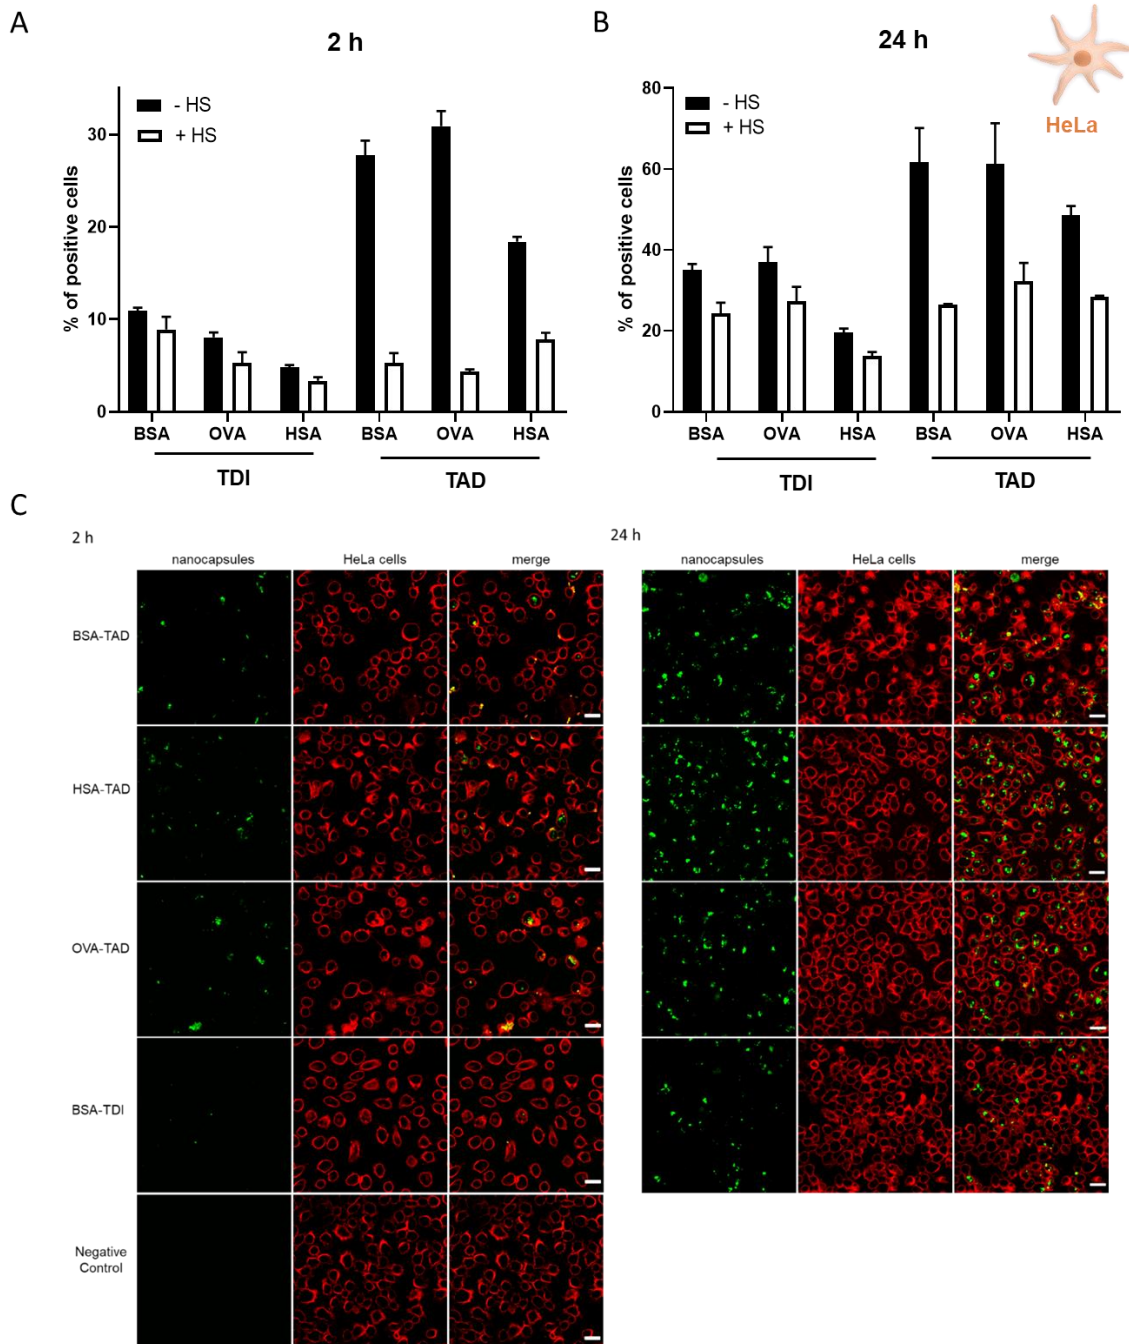 A
2 h
- HS
+ HS
% of positive cells
30
20
10
0
BSA OVA HSA BSA OVA HSA
TDI TAD
B
24 h
HeLa
- HS
+ HS
% of positive cells
80
60
40
20
0
BSA OVA HSA BSA OVA HSA
TDI TAD
C
2 h
nanocapsules HeLa cells merge
BSA-TAD
HSA-TAD
OVA-TAD
BSA-TDI
Negative
Control
24 h
nanocapsules HeLa cells merge